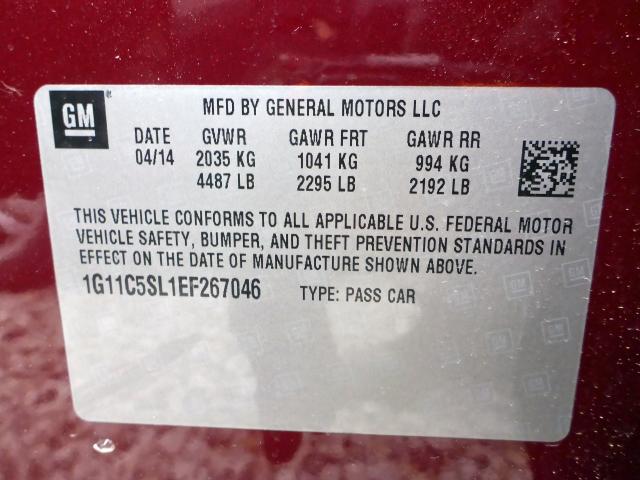 GM
MFD BY GENERAL MOTORS LLC
DATE GVWR GAWR FRT GAWR RR
04/14 2035 KG 1041 KG 994 KG
4487 LB 2295 LB 2192 LB
THIS VEHICLE CONFORMS TO ALL APPLICABLE U.S. FEDERAL MOTOR
VEHICLE SAFETY, BUMPER, AND THEFT PREVENTION STANDARDS IN
EFFECT ON THE DATE OF MANUFACTURE SHOWN ABOVE.
1G11C5SL1EF267046 TYPE: PASS CAR